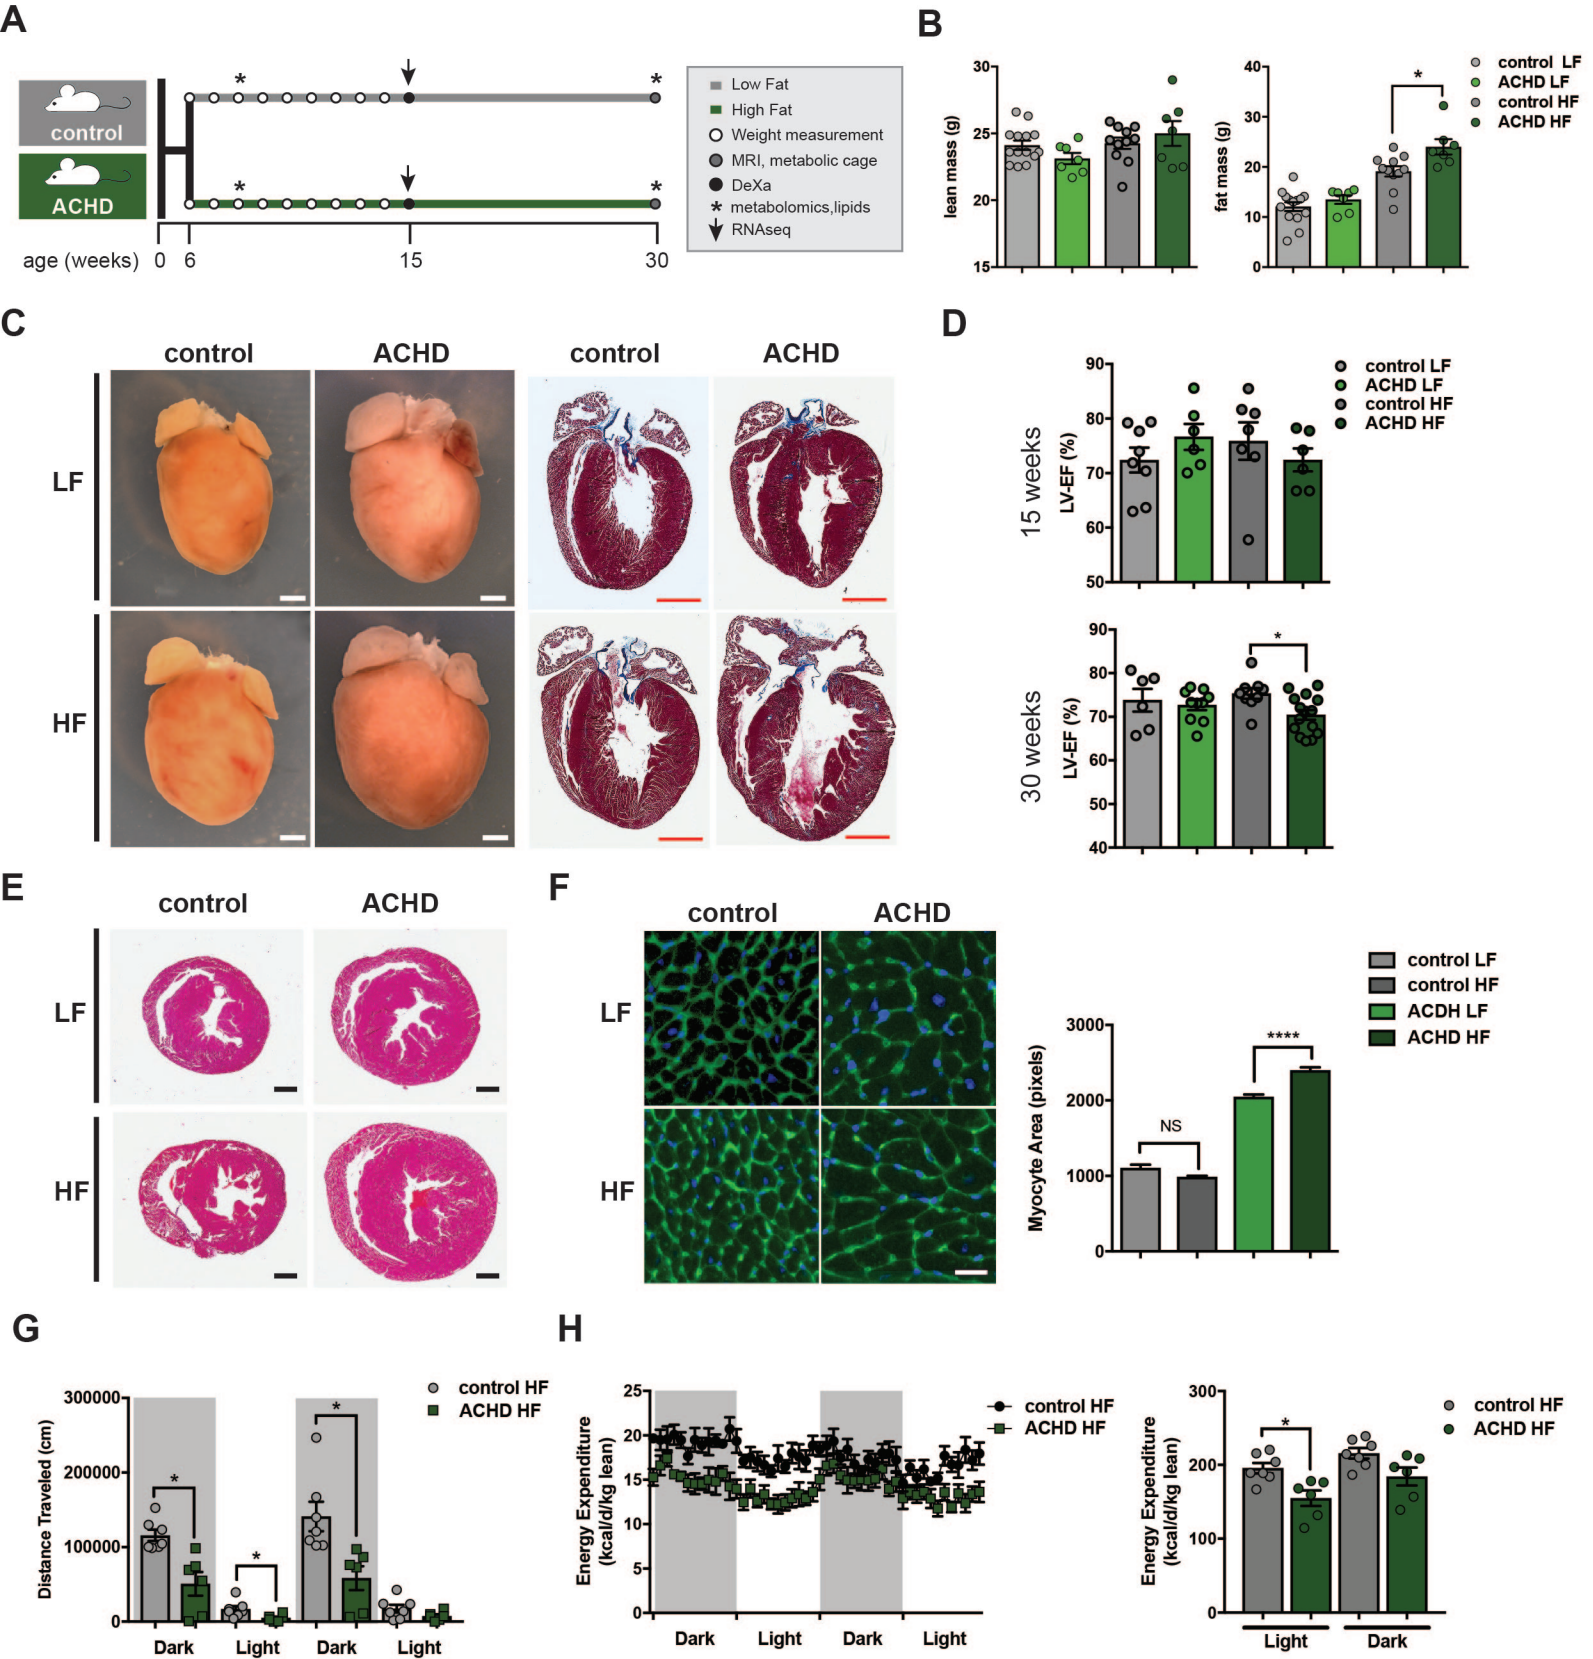 A
control
ACHD
*
*
*
*
age (weeks)
0
6
15
30
Low Fat
High Fat
Weight measurement
MRI, metabolic cage
DeXa
* metabolomics,lipids
RNAseq
B
lean mass (g)
30
25
20
15
fat mass (g)
40
30
20
10
0
*
control LF
ACHD LF
control HF
ACHD HF
C
control
ACHD
control
ACHD
LF
HF
D
15 weeks
LV-EF (%)
90
80
70
60
50
control LF
ACHD LF
control HF
ACHD HF
30 weeks
LV-EF (%)
90
80
70
60
50
40
*
E
control
ACHD
LF
HF
F
control
ACHD
LF
HF
Myocyte Area (pixels)
3000
2000
1000
0
NS
****
control LF
control HF
ACDH LF
ACHD HF
G
Distance Traveled (cm)
300000
200000
100000
0
*
*
*
Dark
Light
Dark
Light
control HF
ACHD HF
H
Energy Expenditure
(kcal/d/kg lean)
25
20
15
10
5
0
Dark
Light
Dark
Light
control HF
ACHD HF
Energy Expenditure
(kcal/d/kg lean)
300
200
100
0
*
Light
Dark
control HF
ACHD HF